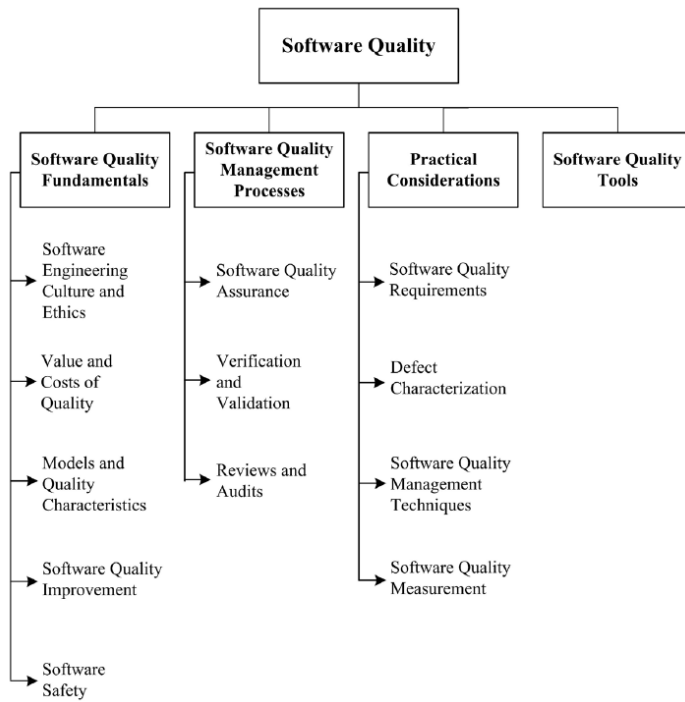 Software Quality
Software Quality
Fundamentals
Software
Engineering
Culture and
Ethics
Value and
Costs of
Quality
Models and
Quality
Characteristics
Software Quality
Improvement
Software
Safety
Software Quality
Management
Processes
Software Quality
Assurance
Verification
and
Validation
Reviews and
Audits
Practical
Considerations
Software Quality
Requirements
Defect
Characterization
Software Quality
Management
Techniques
Software Quality
Measurement
Software Quality
Tools